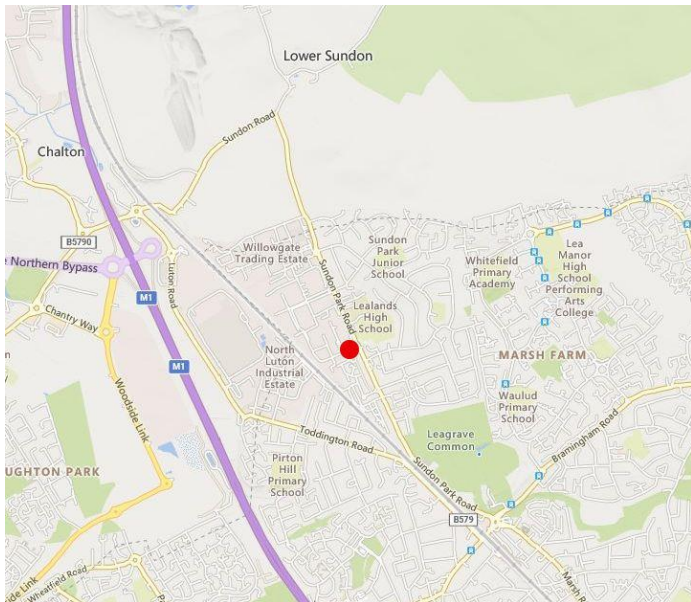 Lower Sundon
Sundon Road
Chalton
B5790
Northern Bypass
M1
Luton Road
Chantry Way
Willowgate
Trading Estate
Sundon
Park
Junior
School
Sundon Park Road
Whitefield
Primary
Academy
Lea
Manor
High
School
Performing
Arts
College
Lealands
High
School
North
Luton
Industrial
Estate
M1
MARSH FARM
Woodside Link
Waulud
Primary
School
Bramingham Road
Toddington Road
Leagrave
Common
UGHTON PARK
Pirton
Hill
Primary
School
Sundon Park Road
B579
Wheatfield Road
Marsh R